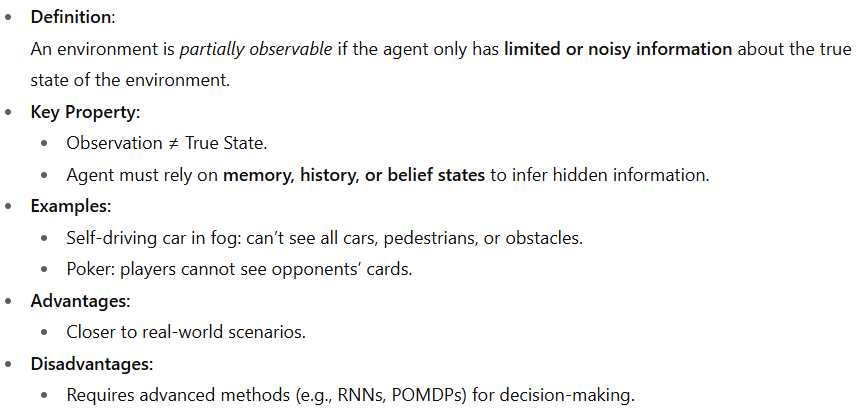 Definition:
An environment is partially observable if the agent only has limited or noisy information about the true
state of the environment.
Key Property:
Observation ≠ True State.
Agent must rely on memory, history, or belief states to infer hidden information.
Examples:
Self-driving car in fog: can’t see all cars, pedestrians, or obstacles.
Poker: players cannot see opponents’ cards.
Advantages:
Closer to real-world scenarios.
Disadvantages:
Requires advanced methods (e.g., RNNs, POMDPs) for decision-making.